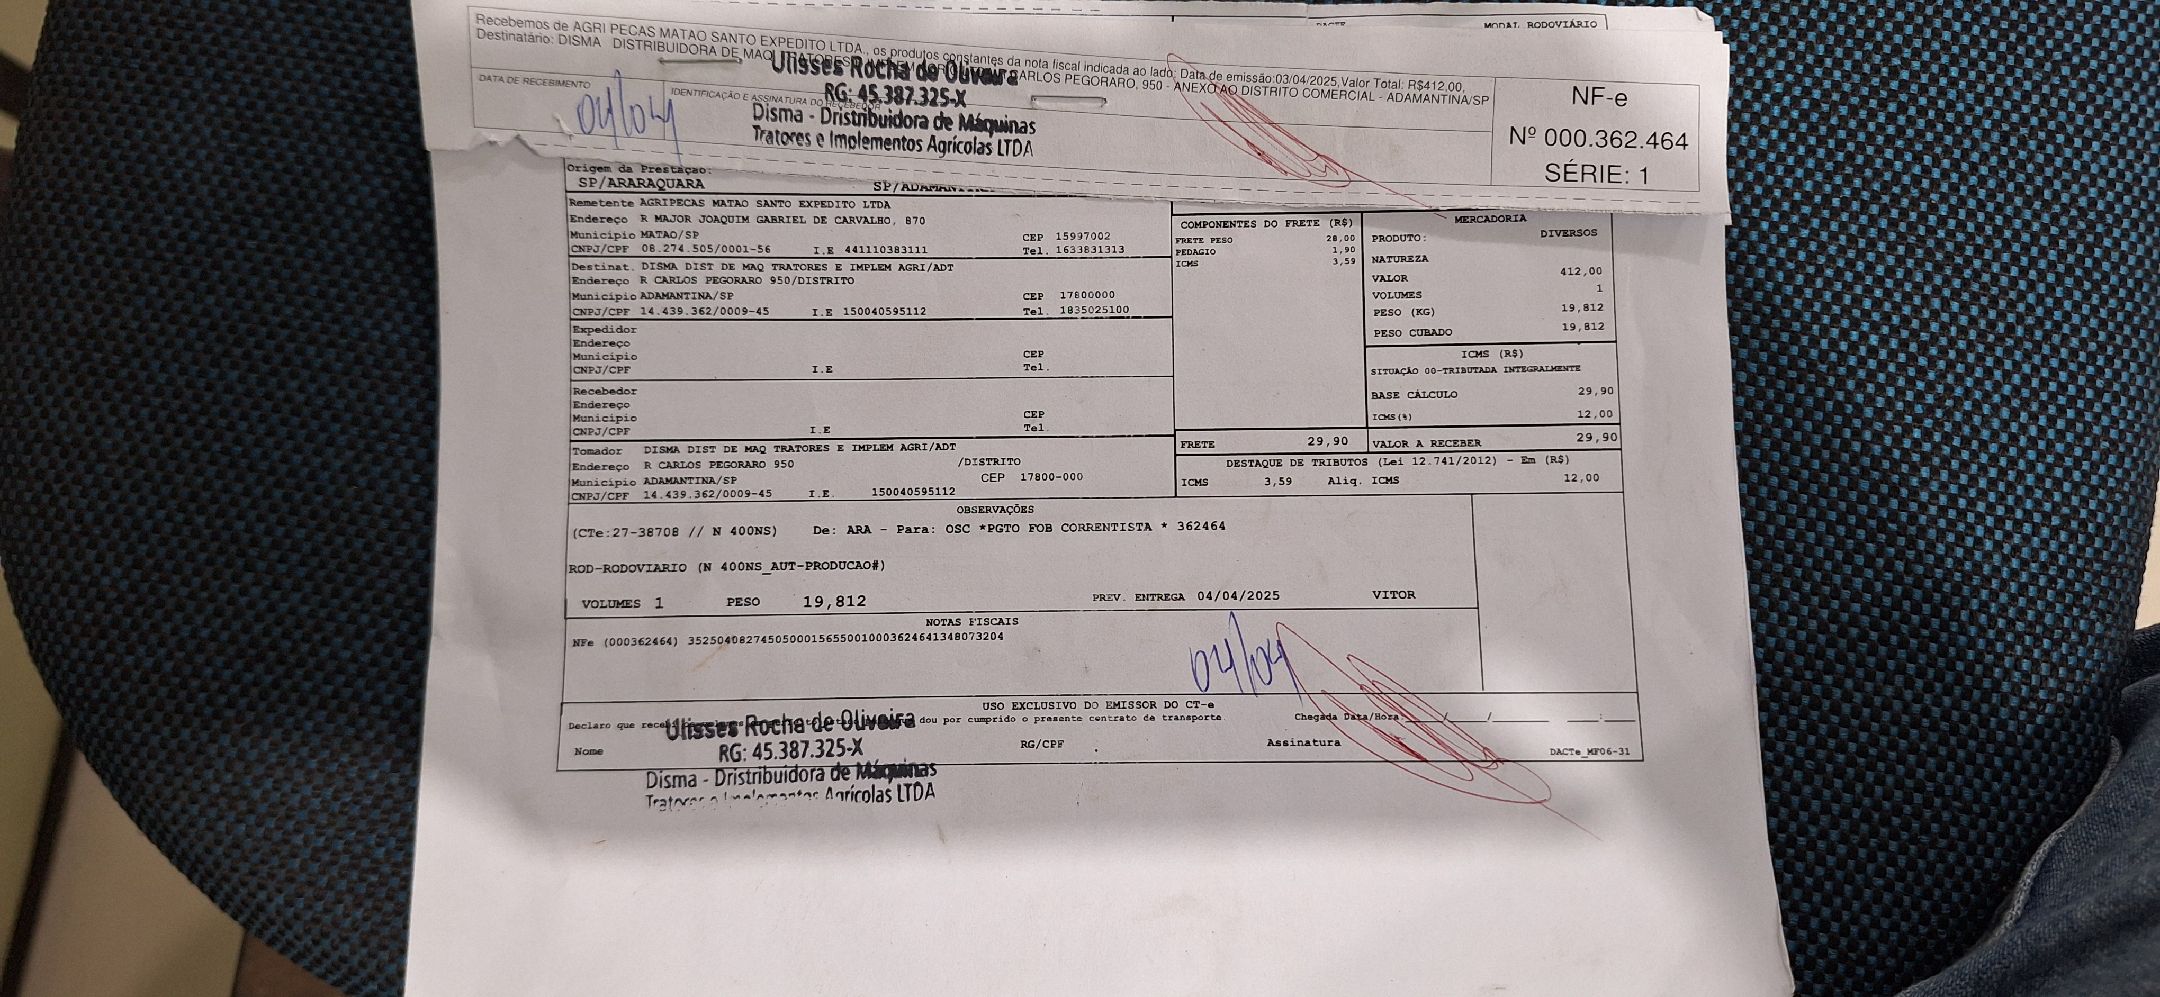 MODAL RODOVIÁRIO
Recebemos de AGRI PECAS MATAO SANTO EXPEDITO LTDA., os produtos constantes da nota fiscal indicada ao lado: Data de emissão:03/04/2025,Valor Total: R$412,00,
Destinatário: DISMA DISTRIBUIDORA DE MAQ CARLOS PEGORARO, 950 - ANEXO AO DISTRITO COMERCIAL - ADAMANTINA/SP
DATA DE RECEBIMENTO
04/04
IDENTIFICAÇÃO E ASSINATURA DO RECEBEDOR
Ulisses Rocha de Oliveira
RG: 45.387.325-X
Disma - Dristribuidora de Máquinas
Tratores e Implementos Agrícolas LTDA
NF-e
Nº 000.362.464
SÉRIE: 1
Origem da Prestação:
SP/ARARAQUARA
Remetente AGRIPECAS MATAO SANTO EXPEDITO LTDA
Endereço R MAJOR JOAQUIM GABRIEL DE CARVALHO, 870
Município MATAO/SP CEP 15997002
CNPJ/CPF 08.274.505/0001-56 I.E 441110383111 Tel. 1633831313
Destinat. DISMA DIST DE MAQ TRATORES E IMPLEM AGRI/ADT
Endereço R CARLOS PEGORARO 950/DISTRITO
Município ADAMANTINA/SP CEP 17800000
CNPJ/CPF 14.439.362/0009-45 I.E 150040595112 Tel. 1835025100
Expedidor
Endereço
Município CEP
CNPJ/CPF I.E Tel.
Recebedor
Endereço
Município CEP
CNPJ/CPF I.E Tel.
Tomador DISMA DIST DE MAQ TRATORES E IMPLEM AGRI/ADT
Endereço R CARLOS PEGORARO 950 /DISTRITO
Município ADAMANTINA/SP CEP 17800-000
CNPJ/CPF 14.439.362/0009-45 I.E. 150040595112
COMPONENTES DO FRETE (R$)
FRETE PESO 28,00
PEDAGIO 1,90
ICMS 3,59
FRETE 29,90
MERCADORIA
PRODUTO: DIVERSOS
NATUREZA
VALOR 412,00
VOLUMES 1
PESO (KG) 19,812
PESO CUBADO 19,812
ICMS (R$)
SITUAÇÃO 00-TRIBUTADA INTEGRALMENTE
BASE CÁLCULO 29,90
ICMS(%) 12,00
VALOR A RECEBER 29,90
DESTAQUE DE TRIBUTOS (Lei 12.741/2012) - Em (R$)
ICMS 3,59 Aliq. ICMS 12,00
OBSERVAÇÕES
(CTe:27-38708 // N 400NS) De: ARA - Para: OSC *PGTO FOB CORRENTISTA * 362464
ROD-RODOVIARIO (N 400NS_AUT-PRODUCAO#)
VOLUMES 1 PESO 19,812 PREV. ENTREGA 04/04/2025 VITOR
NOTAS FISCAIS
NFe (000362464) 35250408274505000156550010003624641348073204
04/04
USO EXCLUSIVO DO EMISSOR DO CT-e
Declaro que recebi dou por cumprido o presente contrato de transporte. Chegada Data/Hora: / / :
Nome RG/CPF Assinatura
DACTe_MF06-31
Ulisses Rocha de Oliveira
RG: 45.387.325-X
Disma - Dristribuidora de Máquinas
Tratores e Implementos Agrícolas LTDA